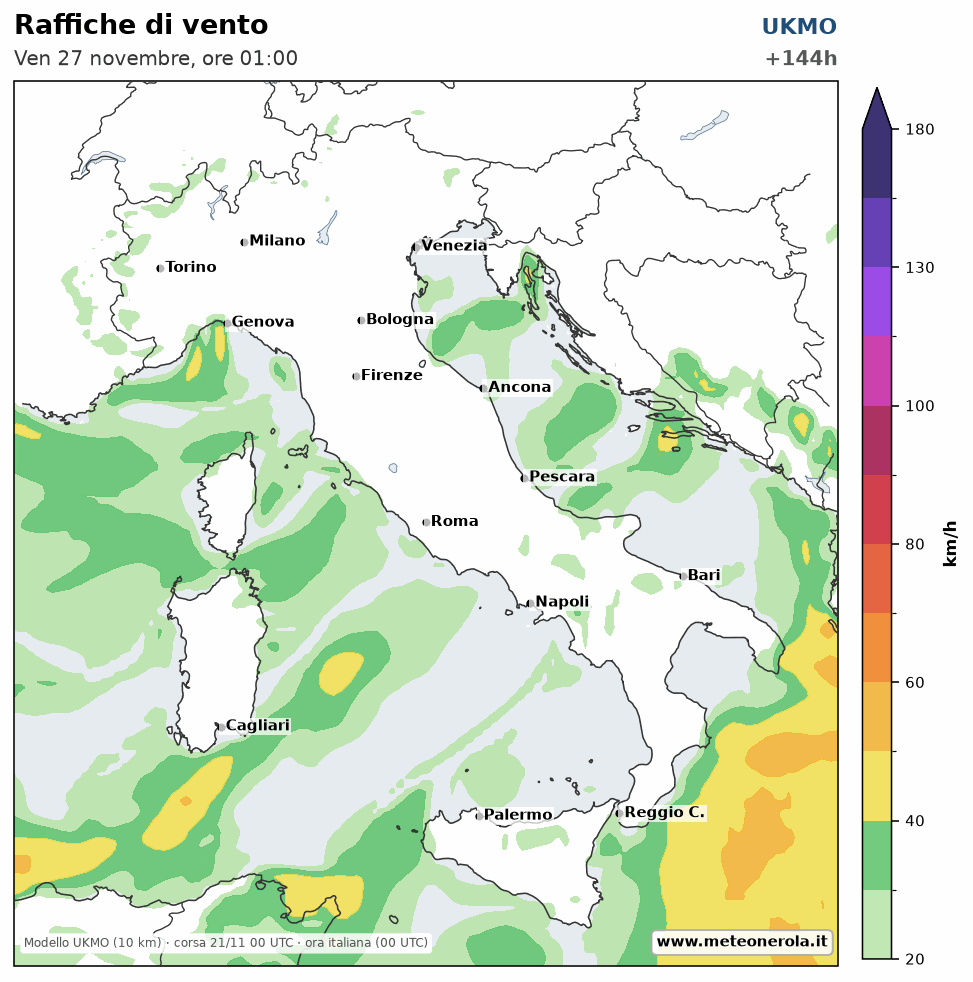 Raffiche di vento
UKMO
Ven 27 novembre, ore 01:00
+144h
180
Milano
Venezia
Torino
130
Genova
Bologna
Firenze
Ancona
100
Pescara
Roma
80
km/h
Bari
Napoli
60
Cagliari
Palermo
Reggio C.
40
Modello UKMO (10 km) · corsa 21/11 00 UTC · ora italiana (00 UTC)
www.meteonerola.it
20